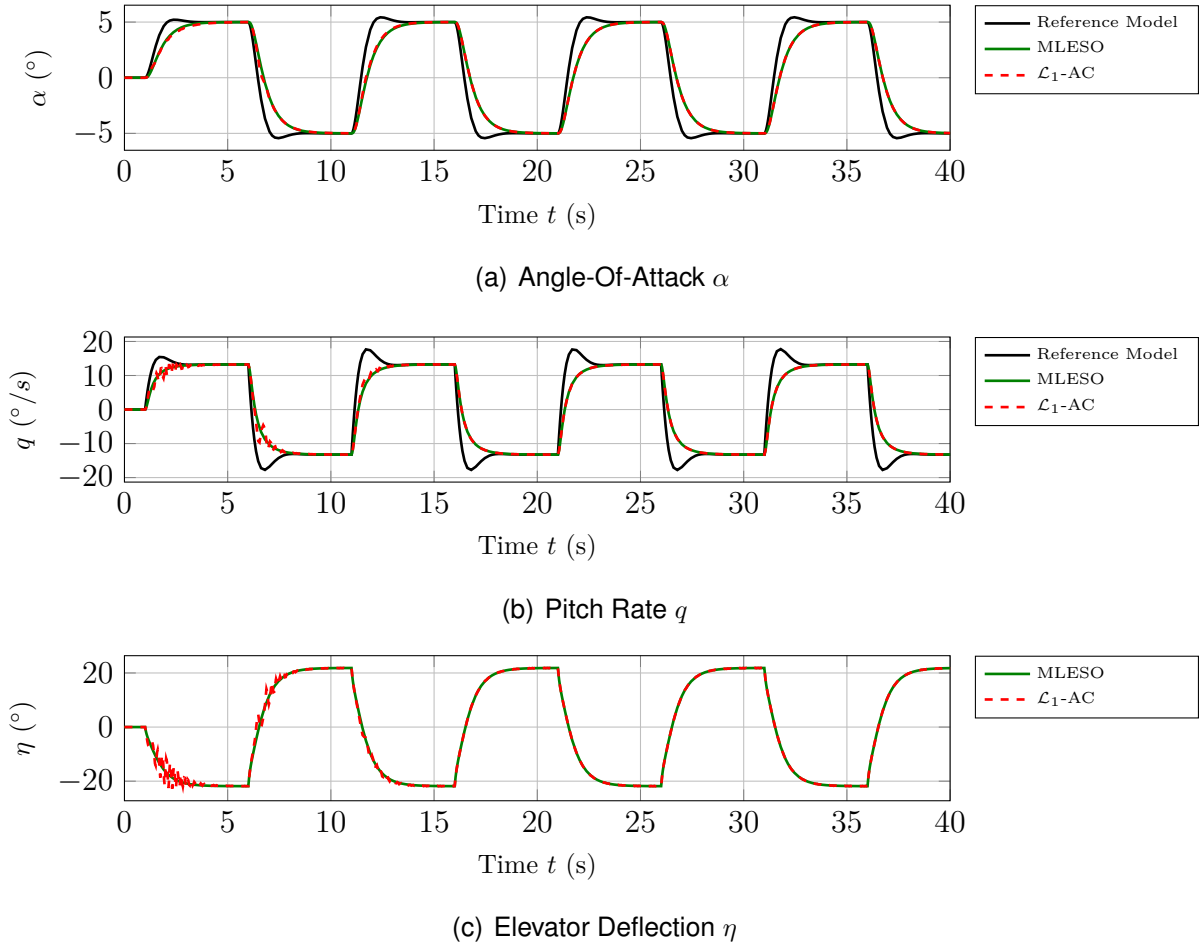 5
0
−5
α (°)
0 5 10 15 20 25 30 35 40
Time t (s)
Reference Model
MLESO
ℒ₁-AC
(a) Angle-Of-Attack α
20
10
0
−10
−20
q (°/s)
0 5 10 15 20 25 30 35 40
Time t (s)
Reference Model
MLESO
ℒ₁-AC
(b) Pitch Rate q
20
0
−20
η (°)
0 5 10 15 20 25 30 35 40
Time t (s)
MLESO
ℒ₁-AC
(c) Elevator Deflection η